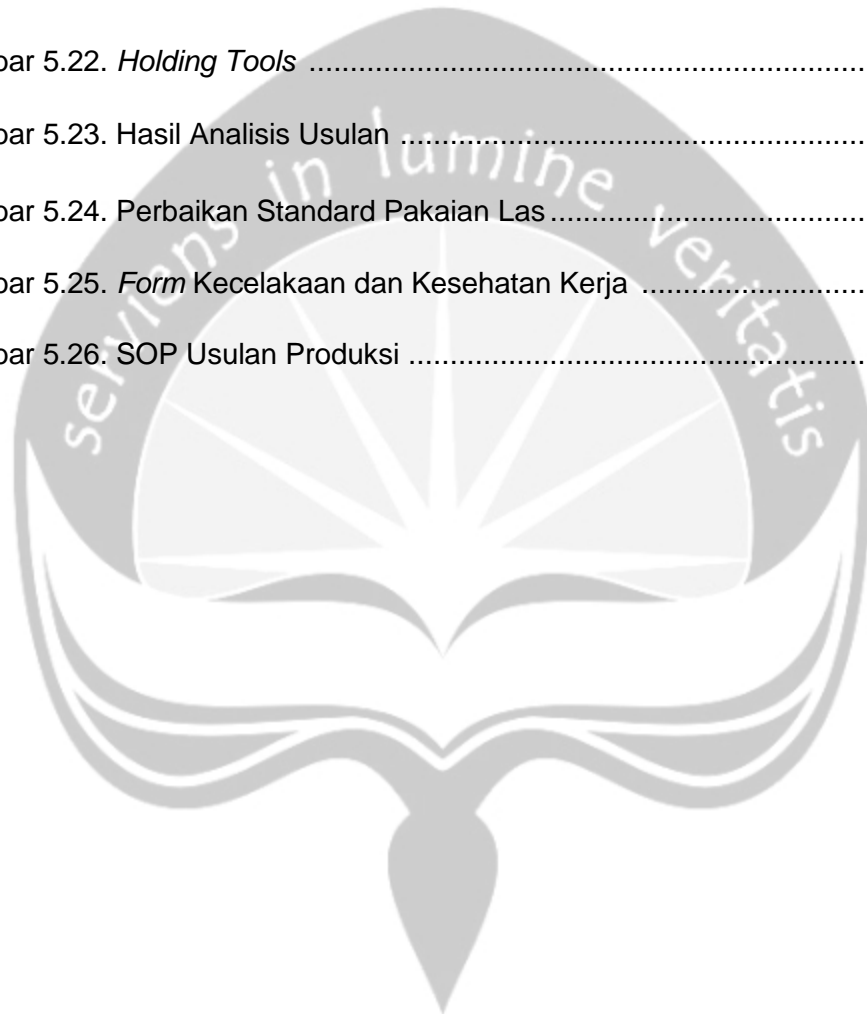 bar 5.22. Holding Tools ....................................................................
bar 5.23. Hasil Analisis Usulan .........................................................
bar 5.24. Perbaikan Standard Pakaian Las.......................................
bar 5.25. Form Kecelakaan dan Kesehatan Kerja ............................
bar 5.26. SOP Usulan Produksi ........................................................
serviens in lumine veritatis